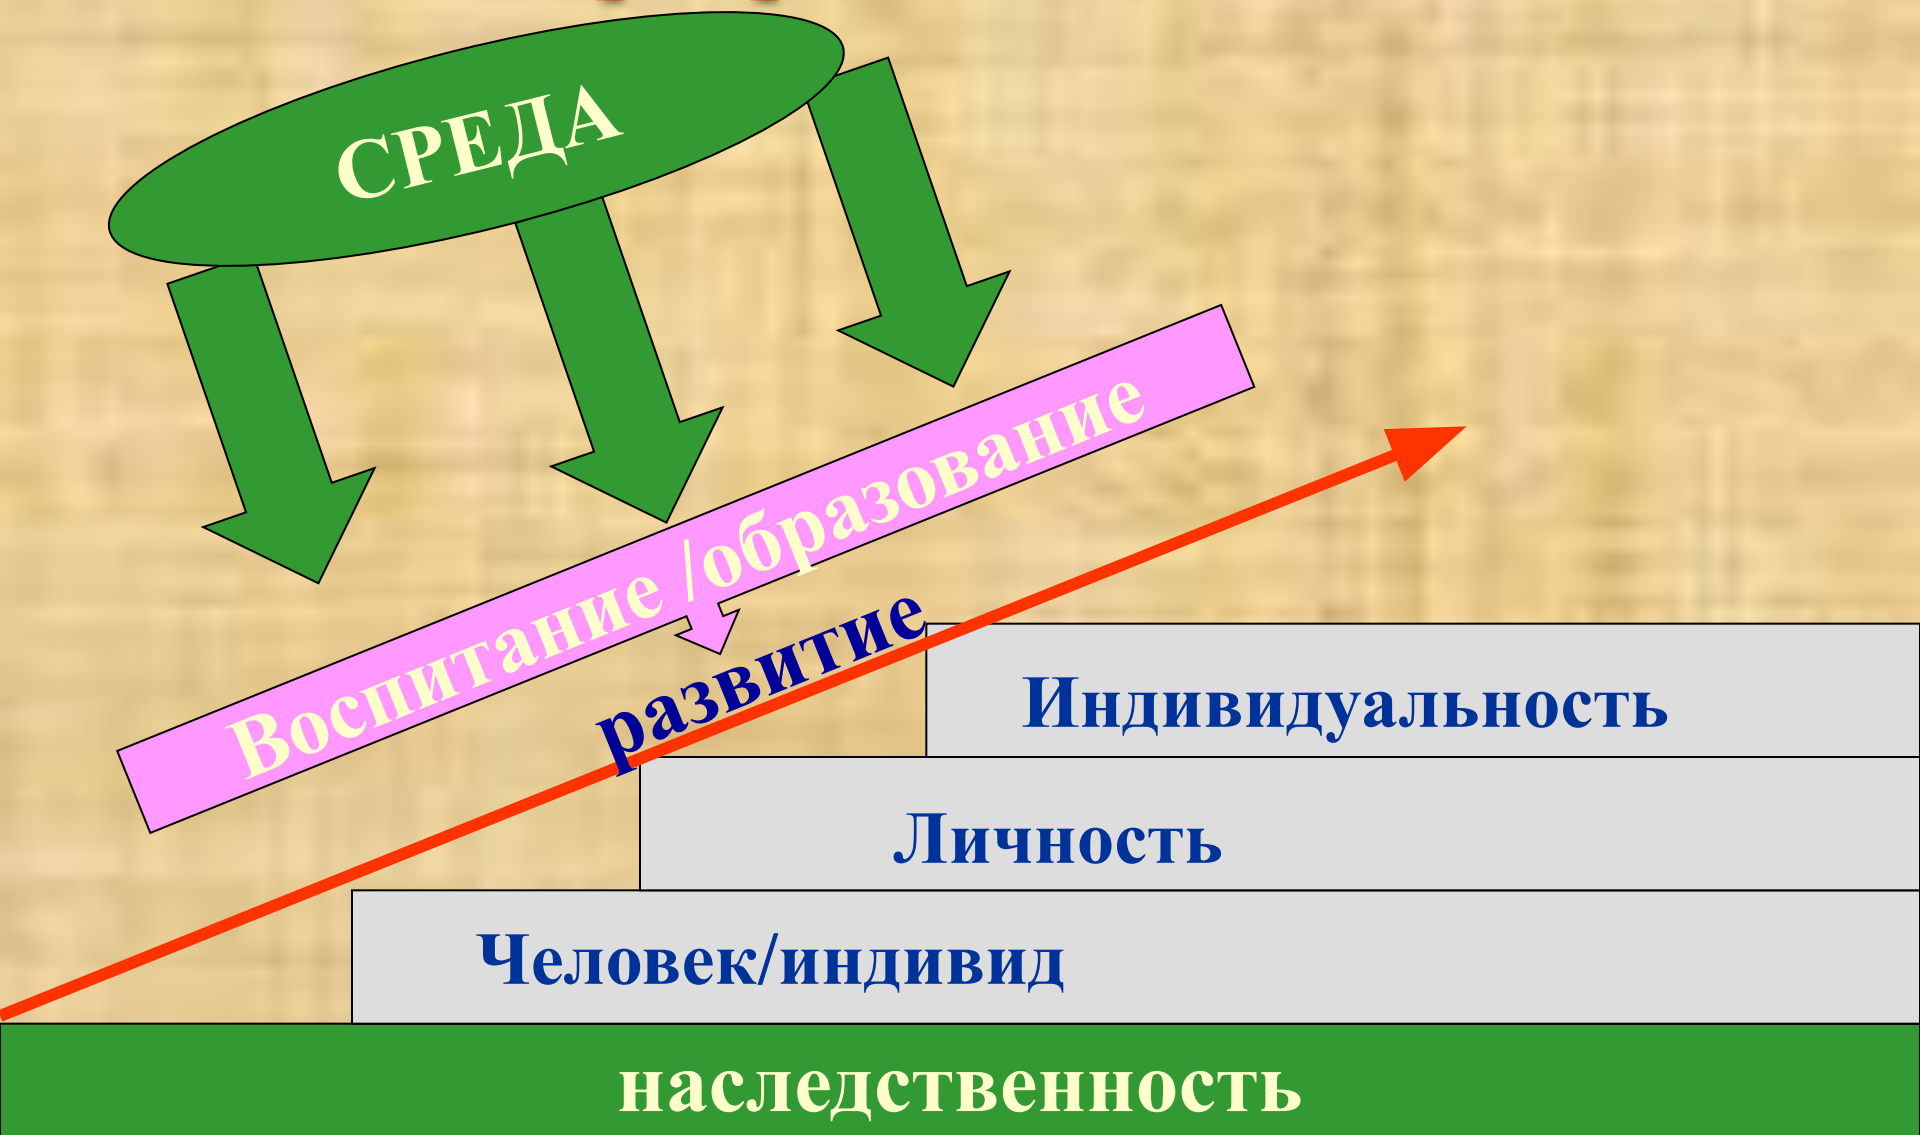 СРЕДА
Воспитание /образование
развитие
Индивидуальность
Личность
Человек/индивид
наследственность